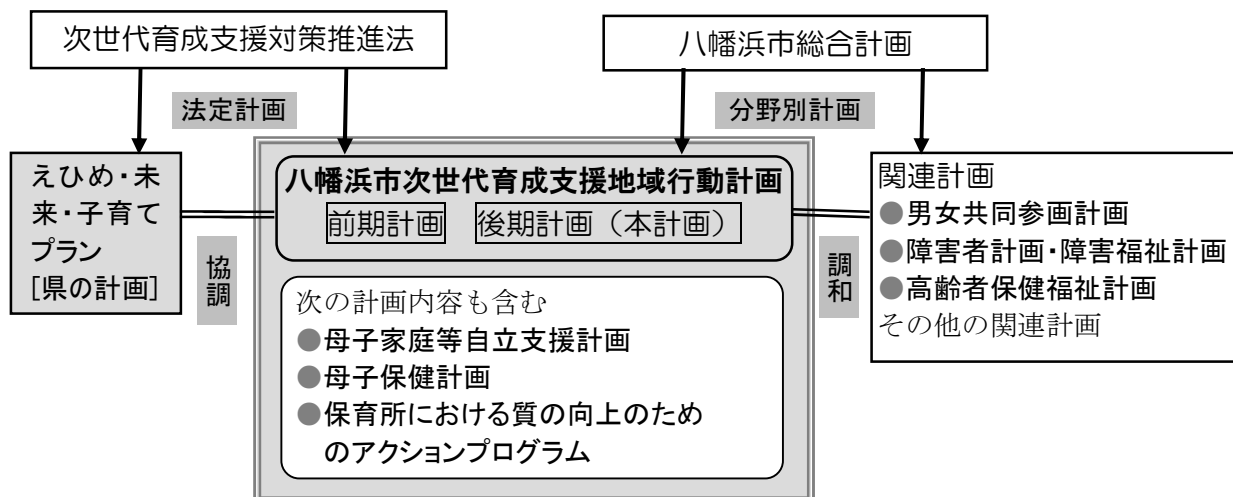 次世代育成支援対策推進法
八幡浜市総合計画
法定計画
分野別計画
えひめ・未
来・子育て
プラン
[県の計画]
協調
八幡浜市次世代育成支援地域行動計画
前期計画 後期計画（本計画）
次の計画内容も含む
●母子家庭等自立支援計画
●母子保健計画
●保育所における質の向上のため
のアクションプログラム
調和
関連計画
●男女共同参画計画
●障害者計画・障害福祉計画
●高齢者保健福祉計画
その他の関連計画